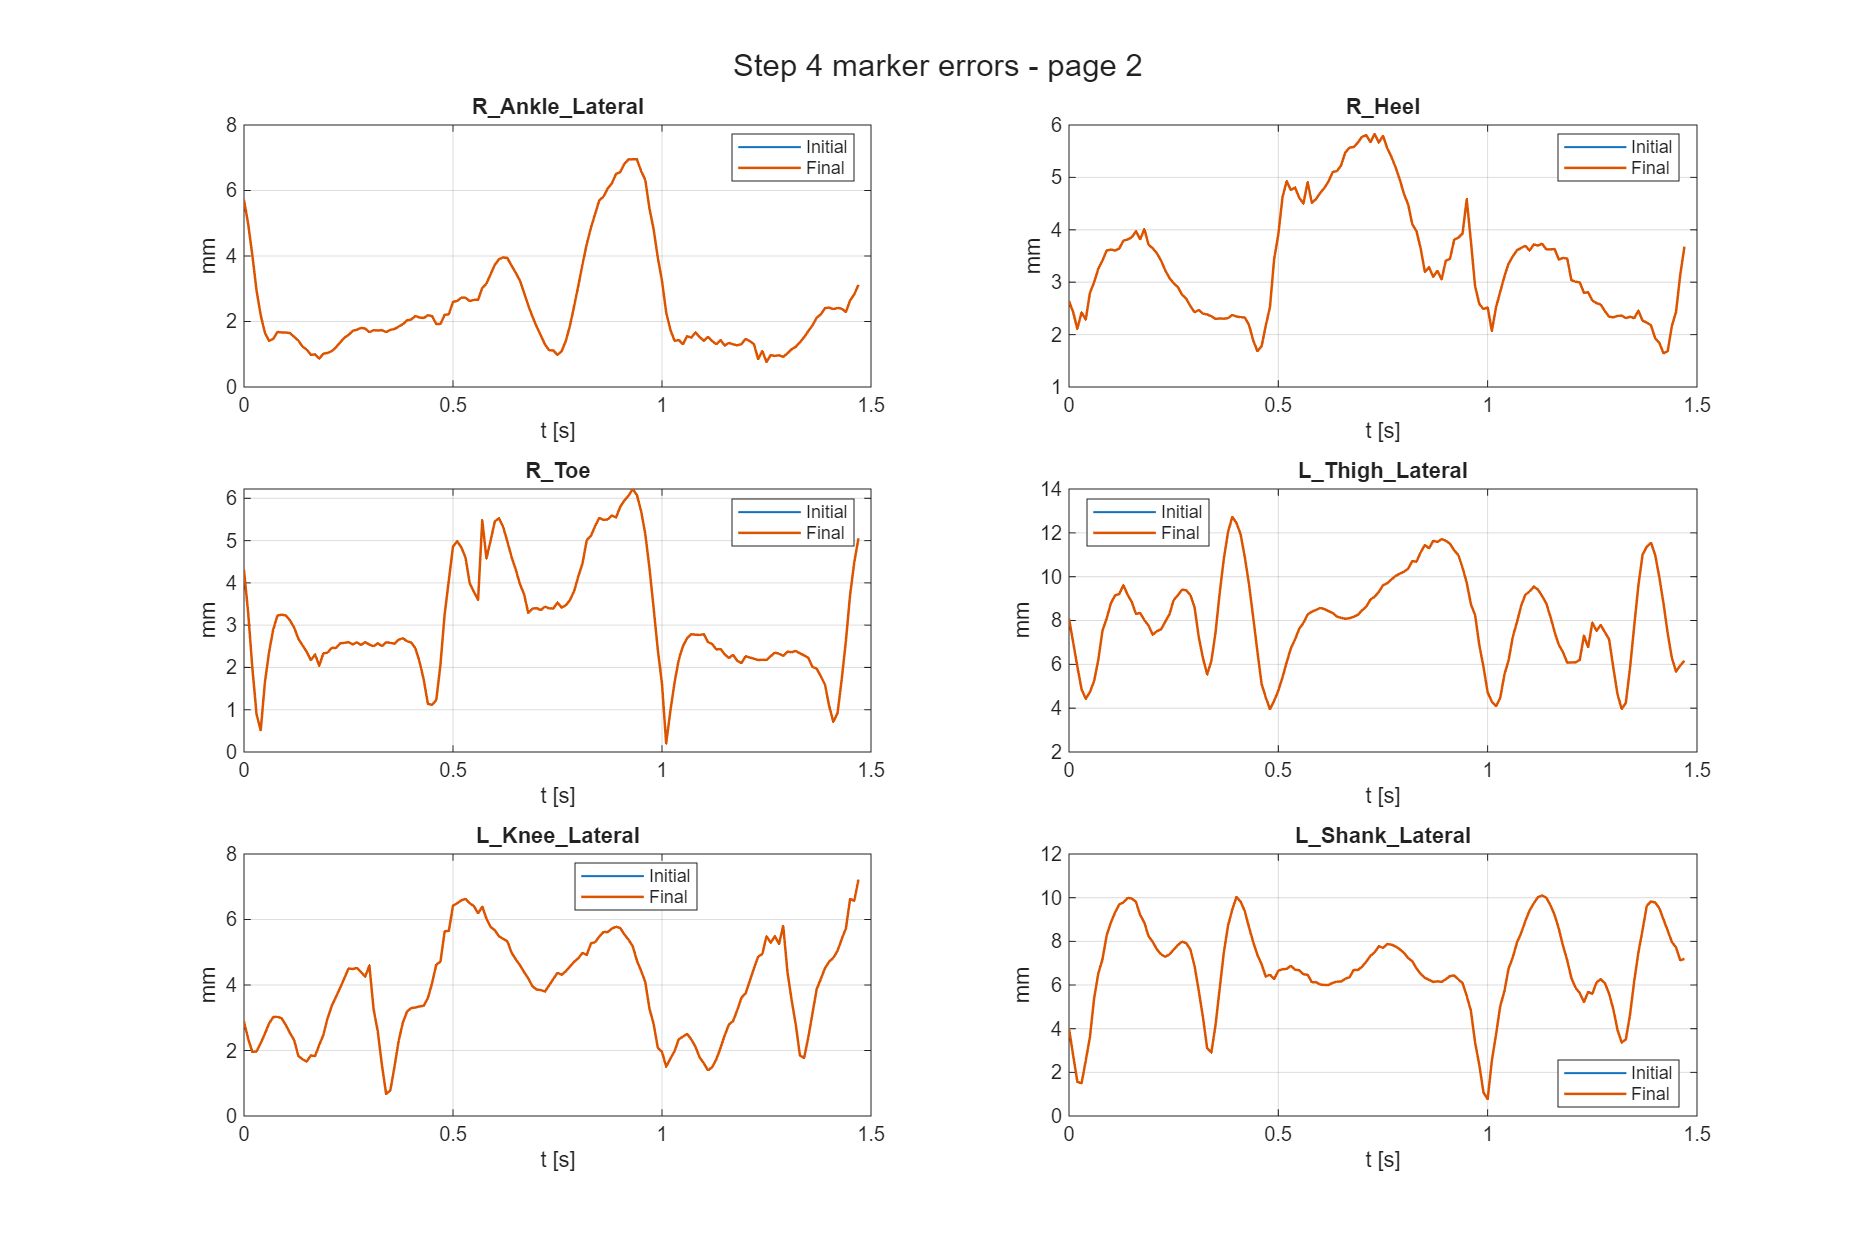 Step 4 marker errors - page 2
R_Ankle_Lateral
8
6
4
2
0
mm
0 0.5 1 1.5
t [s]
Initial
Final
R_Heel
6
5
4
3
2
1
mm
0 0.5 1 1.5
t [s]
Initial
Final
R_Toe
6
5
4
3
2
1
0
mm
0 0.5 1 1.5
t [s]
Initial
Final
L_Thigh_Lateral
14
12
10
8
6
4
2
mm
0 0.5 1 1.5
t [s]
Initial
Final
L_Knee_Lateral
8
6
4
2
0
mm
0 0.5 1 1.5
t [s]
Initial
Final
L_Shank_Lateral
12
10
8
6
4
2
0
mm
0 0.5 1 1.5
t [s]
Initial
Final